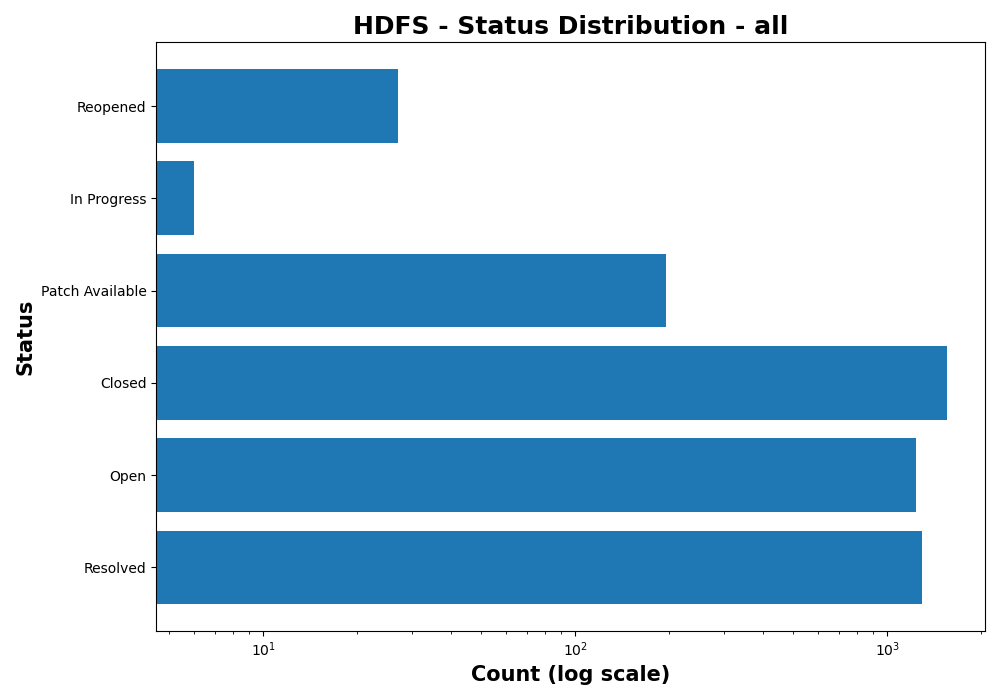 HDFS - Status Distribution - all
Status
Reopened
In Progress
Patch Available
Closed
Open
Resolved
10¹ 10² 10³
Count (log scale)